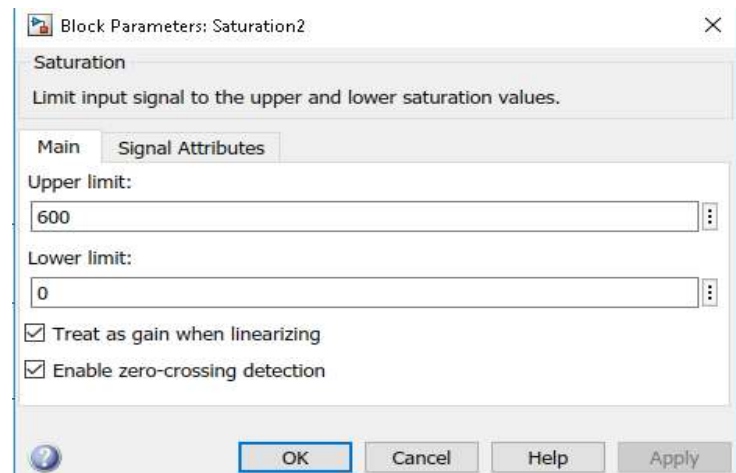 Block Parameters: Saturation2
Saturation
Limit input signal to the upper and lower saturation values.
Main Signal Attributes
Upper limit:
600
Lower limit:
0
Treat as gain when linearizing
Enable zero-crossing detection
? OK Cancel Help Apply